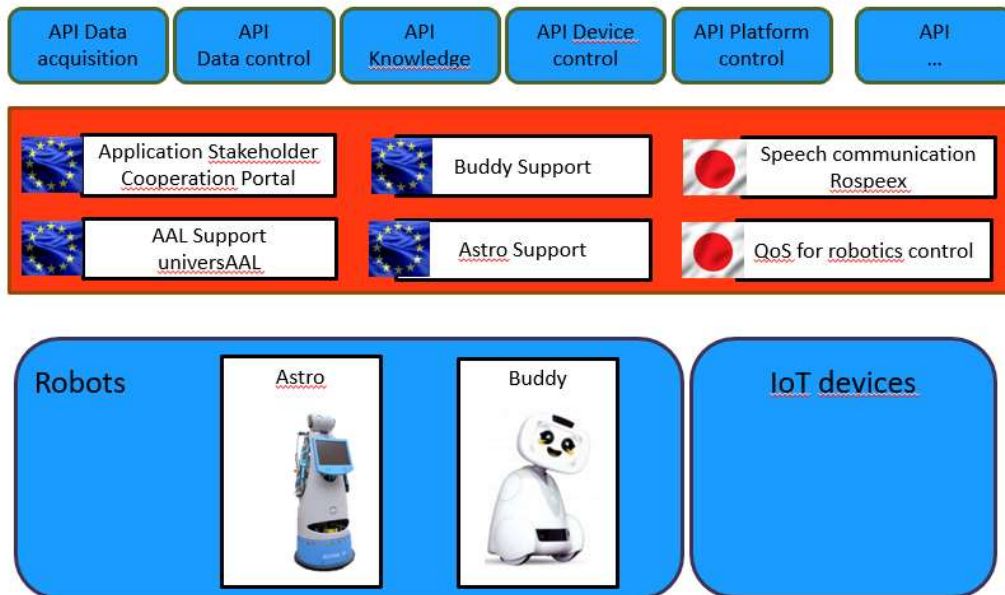 API Data
acquisition
API
Data control
API
Knowledge
API Device
control
API Platform
control
API
...
Application Stakeholder
Cooperation Portal
Buddy Support
Speech communication
Rospeex
AAL Support
universAAL
Astro Support
QoS for robotics control
Robots
Astro
Buddy
IoT devices